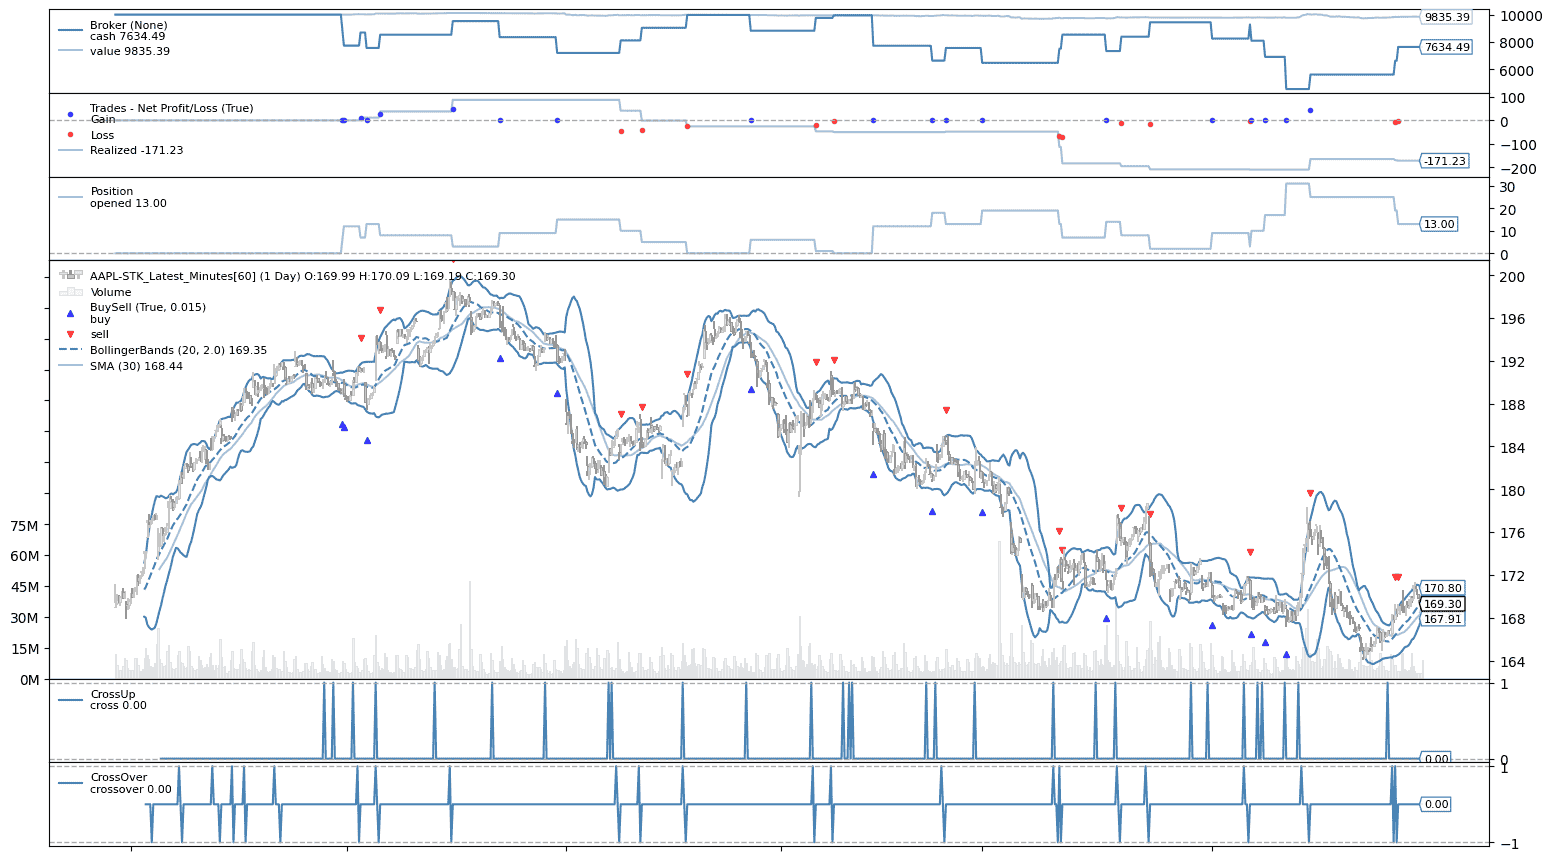 Broker (None)
cash 7634.49
value 9835.39
10000
9835.39
8000
7634.49
6000
Trades - Net Profit/Loss (True)
Gain
Loss
Realized -171.23
100
0
−100
-171.23
−200
Position
opened 13.00
30
20
13.00
10
0
AAPL-STK_Latest_Minutes[60] (1 Day) O:169.99 H:170.09 L:169.19 C:169.30
Volume
BuySell (True, 0.015)
buy
sell
BollingerBands (20, 2.0) 169.35
SMA (30) 168.44
200
196
192
188
184
180
176
172
170.80
169.30
168
167.91
164
75M
60M
45M
30M
15M
0M
CrossUp
cross 0.00
1
0.00
0
CrossOver
crossover 0.00
1
0.00
−1